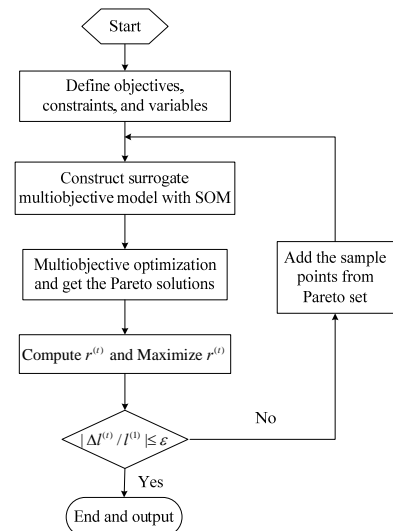 Start
Define objectives,
constraints, and variables
Construct surrogate
multiobjective model with SOM
Multiobjective optimization
and get the Pareto solutions
Add the sample
points from
Pareto set
Compute r^{(t)} and Maximize r^{(t)}
| Δl^{(t)} / l^{(1)} | ≤ ε
No
Yes
End and output